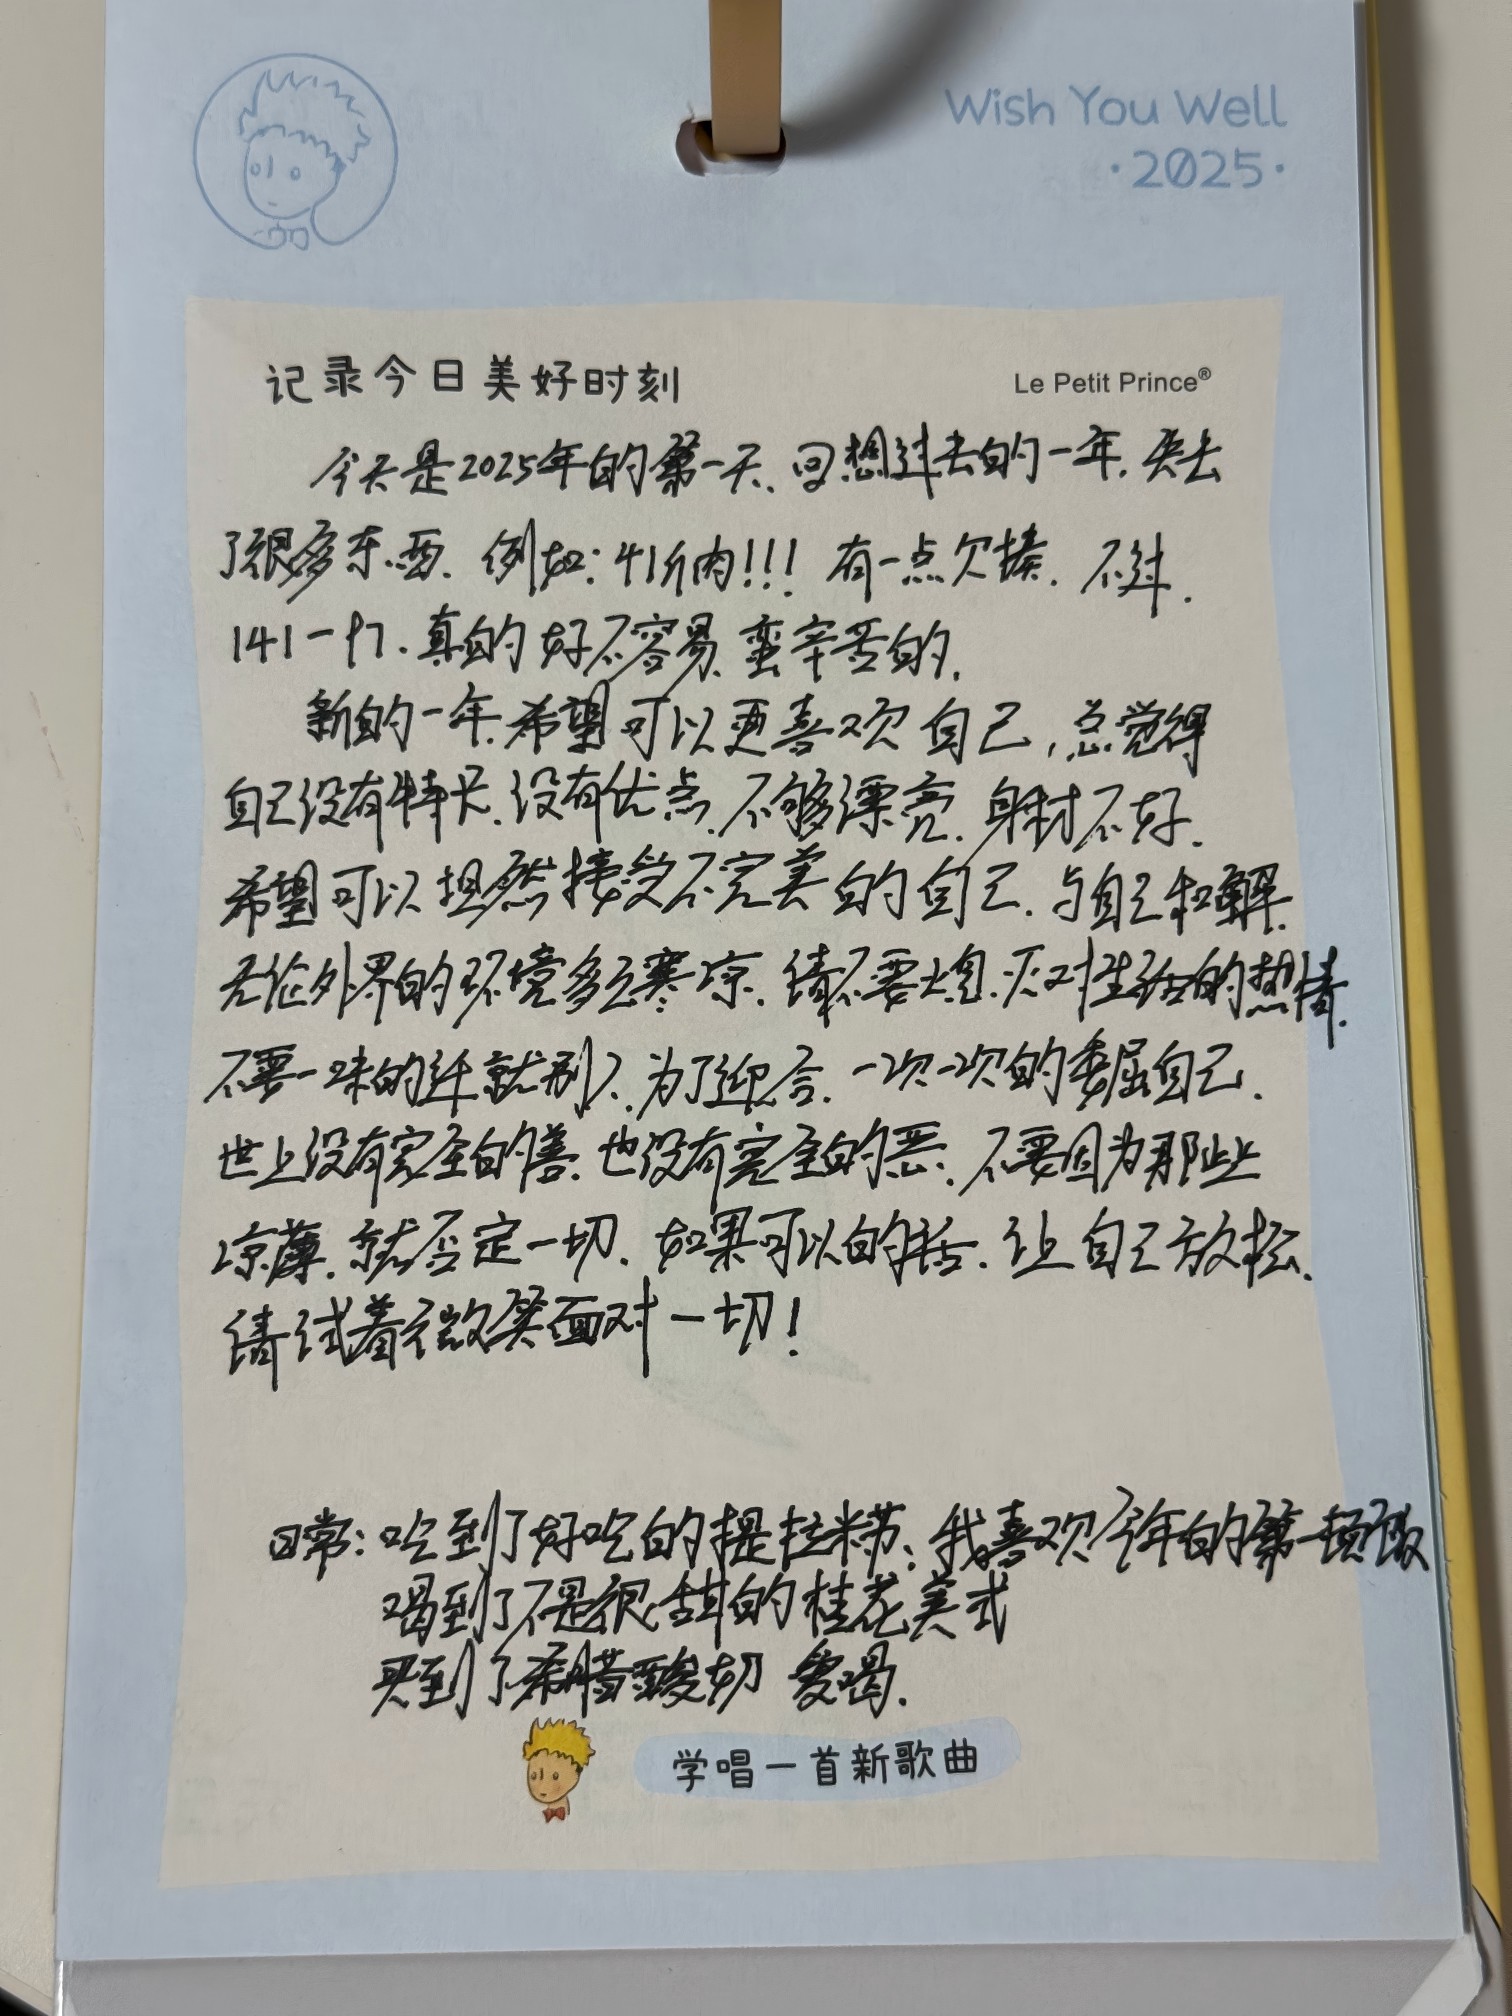 Wish You Well
·2025·
记录今日美好时刻
Le Petit Prince®
今天是2025年的第一天、回想过去的一年，失去
了很多东西、例如：41斤肉!!! 有一点欠揍、不过、
141-97、真的好不容易、蛮辛苦的、
新的一年、希望可以更喜欢自己，总觉得
自己没有特长、没有优点、不够漂亮、身材不好、
希望可以坦然接受不完美的自己、与自己和解、
无论外界的环境多么寒凉、请不要熄灭对生活的热情、
不要一味的迁就别人、为了迎合、一次一次的委屈自己、
世上没有完全的善、也没有完全的恶、不要因为那些
凉薄、就否定一切、如果可以的话、让自己放松、
请试着微笑面对一切！
日常：吃到了好吃的提拉米苏、我喜欢今年的第一顿饭
喝到了不是很甜的桂花美式
买到了希腊酸奶 爱喝、
学唱一首新歌曲